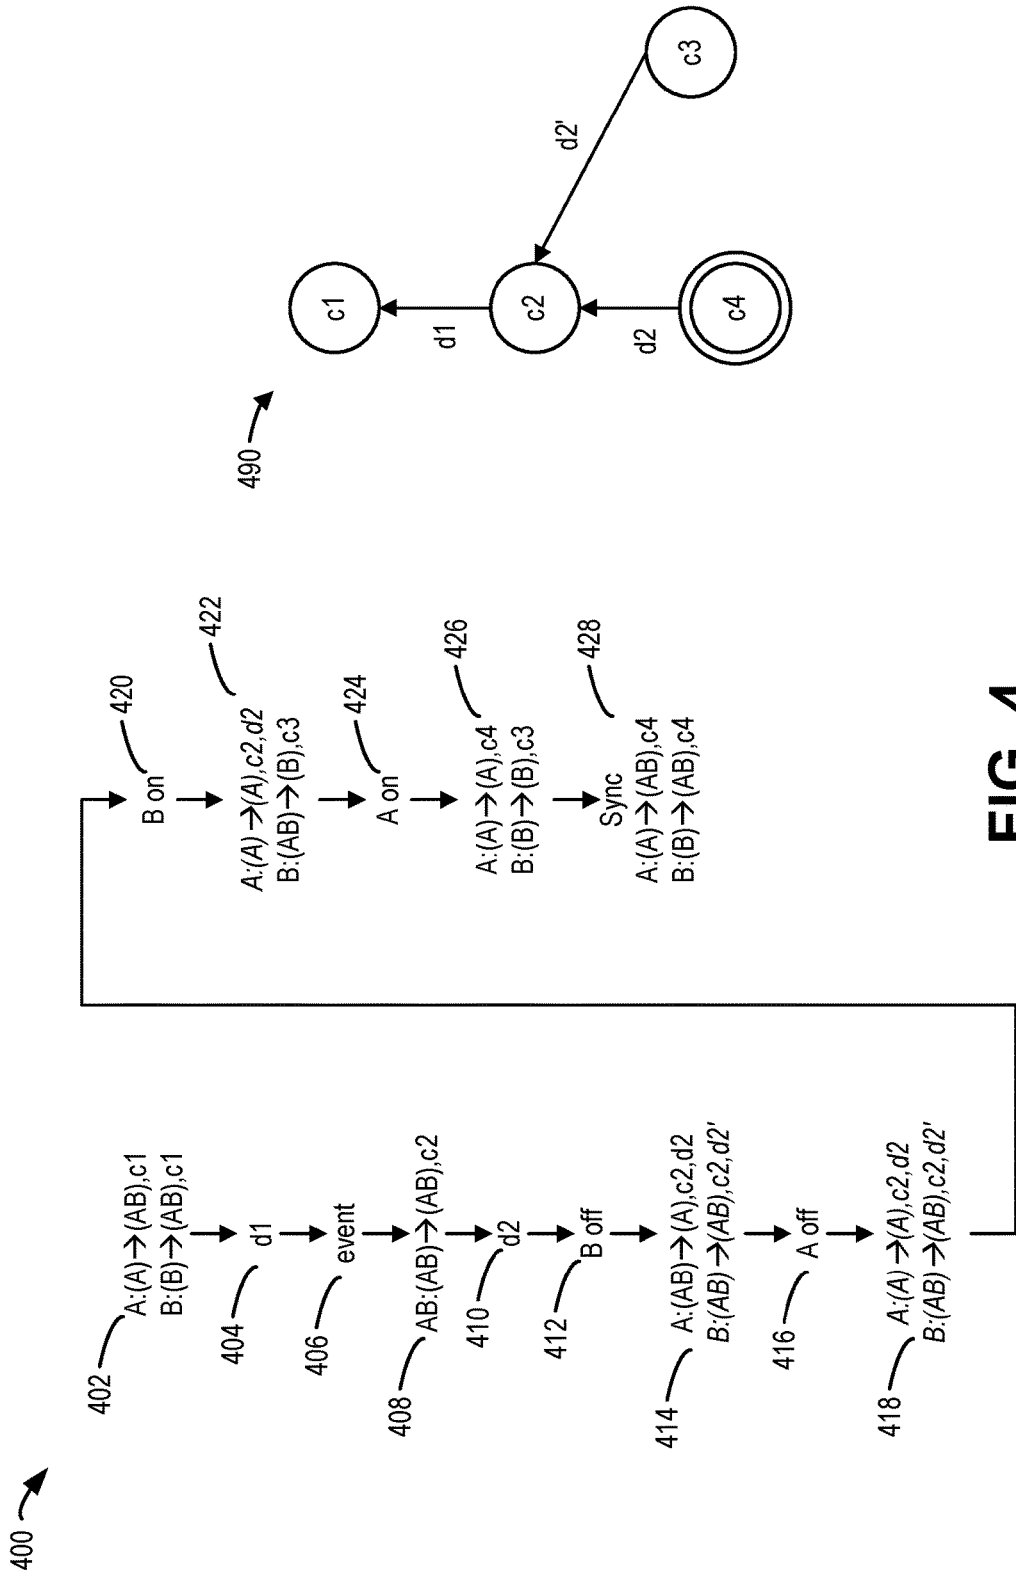 400
402
A:(A)→(AB),c1
B:(B)→(AB),c1
404
d1
406
event
408
AB:(AB)→(AB),c2
410
d2
412
B off
414
A:(AB)→(A),c2,d2
B:(AB)→(AB),c2,d2'
416
A off
418
A:(A)→(A),c2,d2
B:(AB)→(AB),c2,d2'
420
B on
422
A:(A)→(A),c2,d2
B:(AB)→(B),c3
424
A on
426
A:(A)→(A),c4
B:(B)→(B),c3
428
Sync
A:(A)→(AB),c4
B:(B)→(AB),c4
490
c1
d1
c2
d2
d2'
c4
c3
FIG. 4